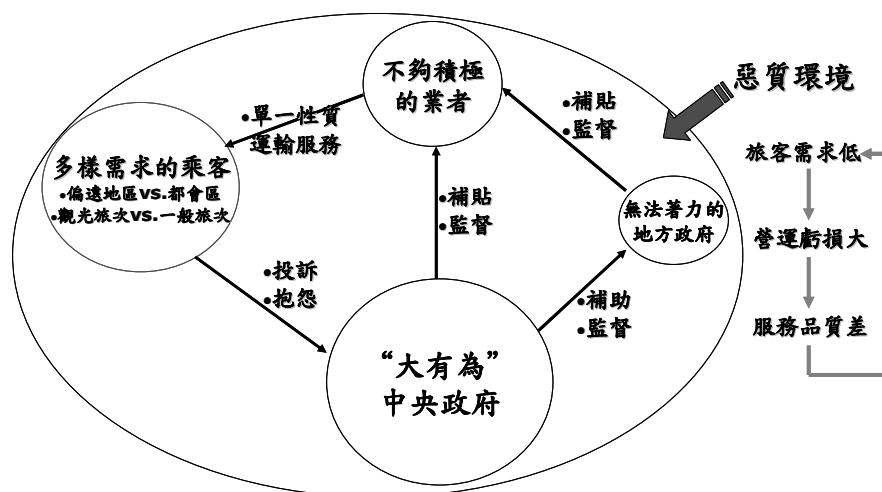 不夠積極
的業者
惡質環境
•單一性質
運輸服務
•補貼
•監督
多樣需求的乘客
•偏遠地區vs.都會區
•觀光旅次vs.一般旅次
•補貼
•監督
無法著力的
地方政府
旅客需求低
營運虧損大
服務品質差
•投訴
•抱怨
•補助
•監督
“大有為”
中央政府